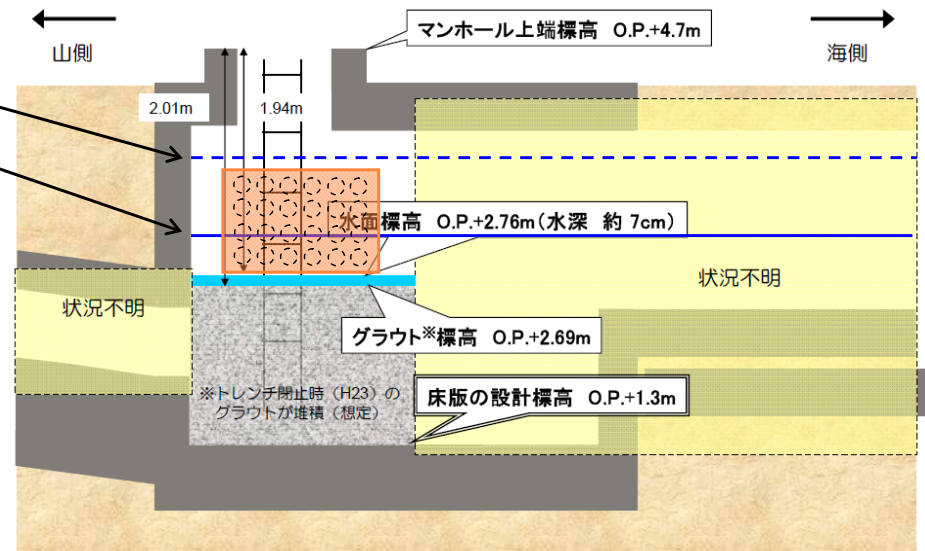 マンホール上端標高 O.P.+4.7m
山側
海側
2.01m
1.94m
水面標高 O.P.+2.76m(水深 約 7cm)
状況不明
状況不明
グラウト※標高 O.P.+2.69m
※トレンチ閉止時(H23)の
グラウトが堆積(想定)
床版の設計標高 O.P.+1.3m